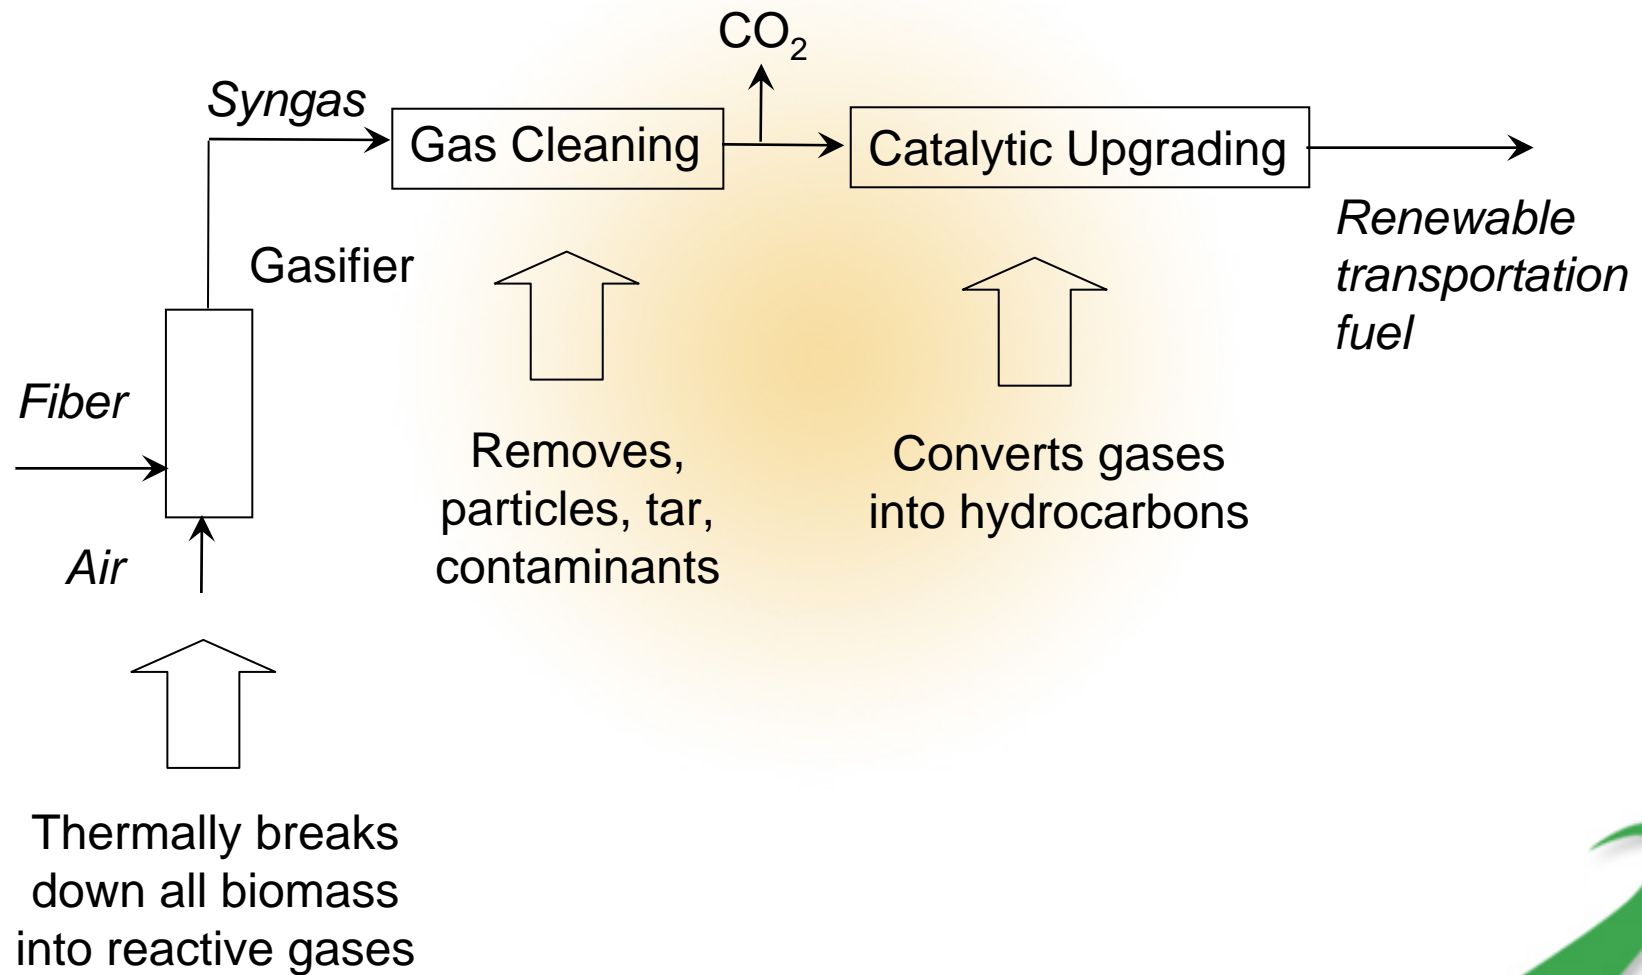 CO₂
Syngas
Gas Cleaning
Catalytic Upgrading
Renewable
transportation
fuel
Gasifier
Fiber
Air
Removes,
particles, tar,
contaminants
Converts gases
into hydrocarbons
Thermally breaks
down all biomass
into reactive gases